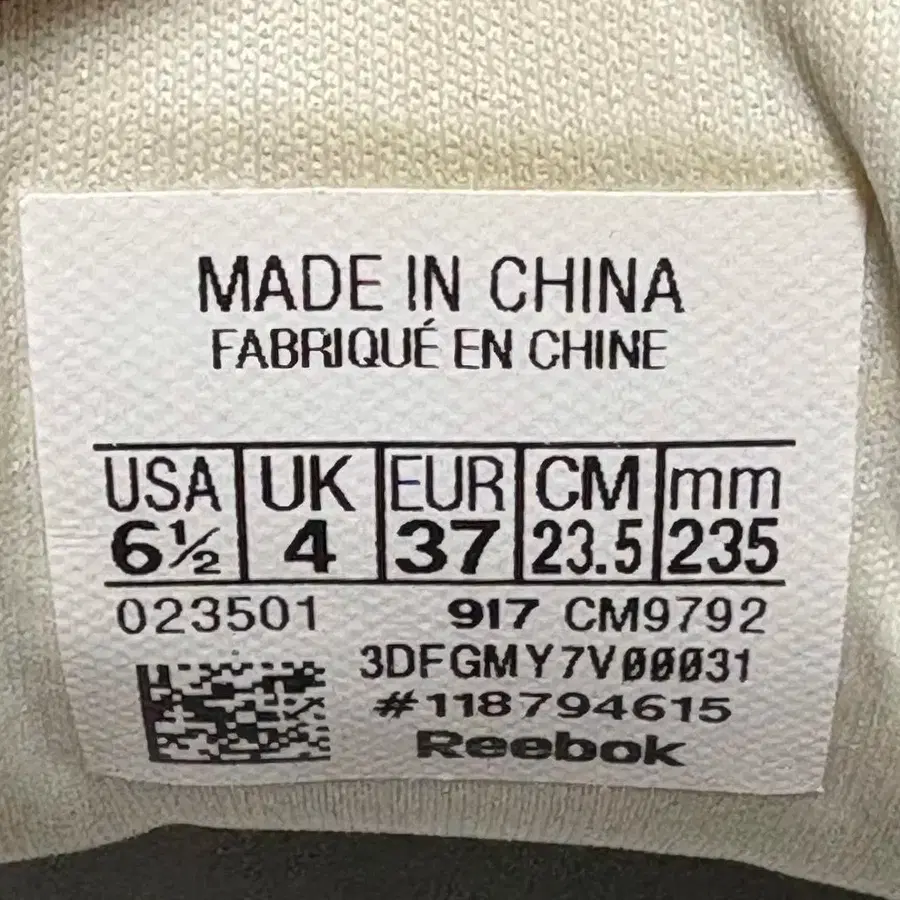 MADE IN CHINA
FABRIQUÉ EN CHINE
USA UK EUR CM mm
6½ 4 37 23.5 235
023501 917 CM9792
3DFGMY7V00031
#118794615
Reebok